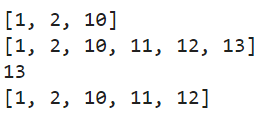 [1, 2, 10]
[1, 2, 10, 11, 12, 13]
13
[1, 2, 10, 11, 12]